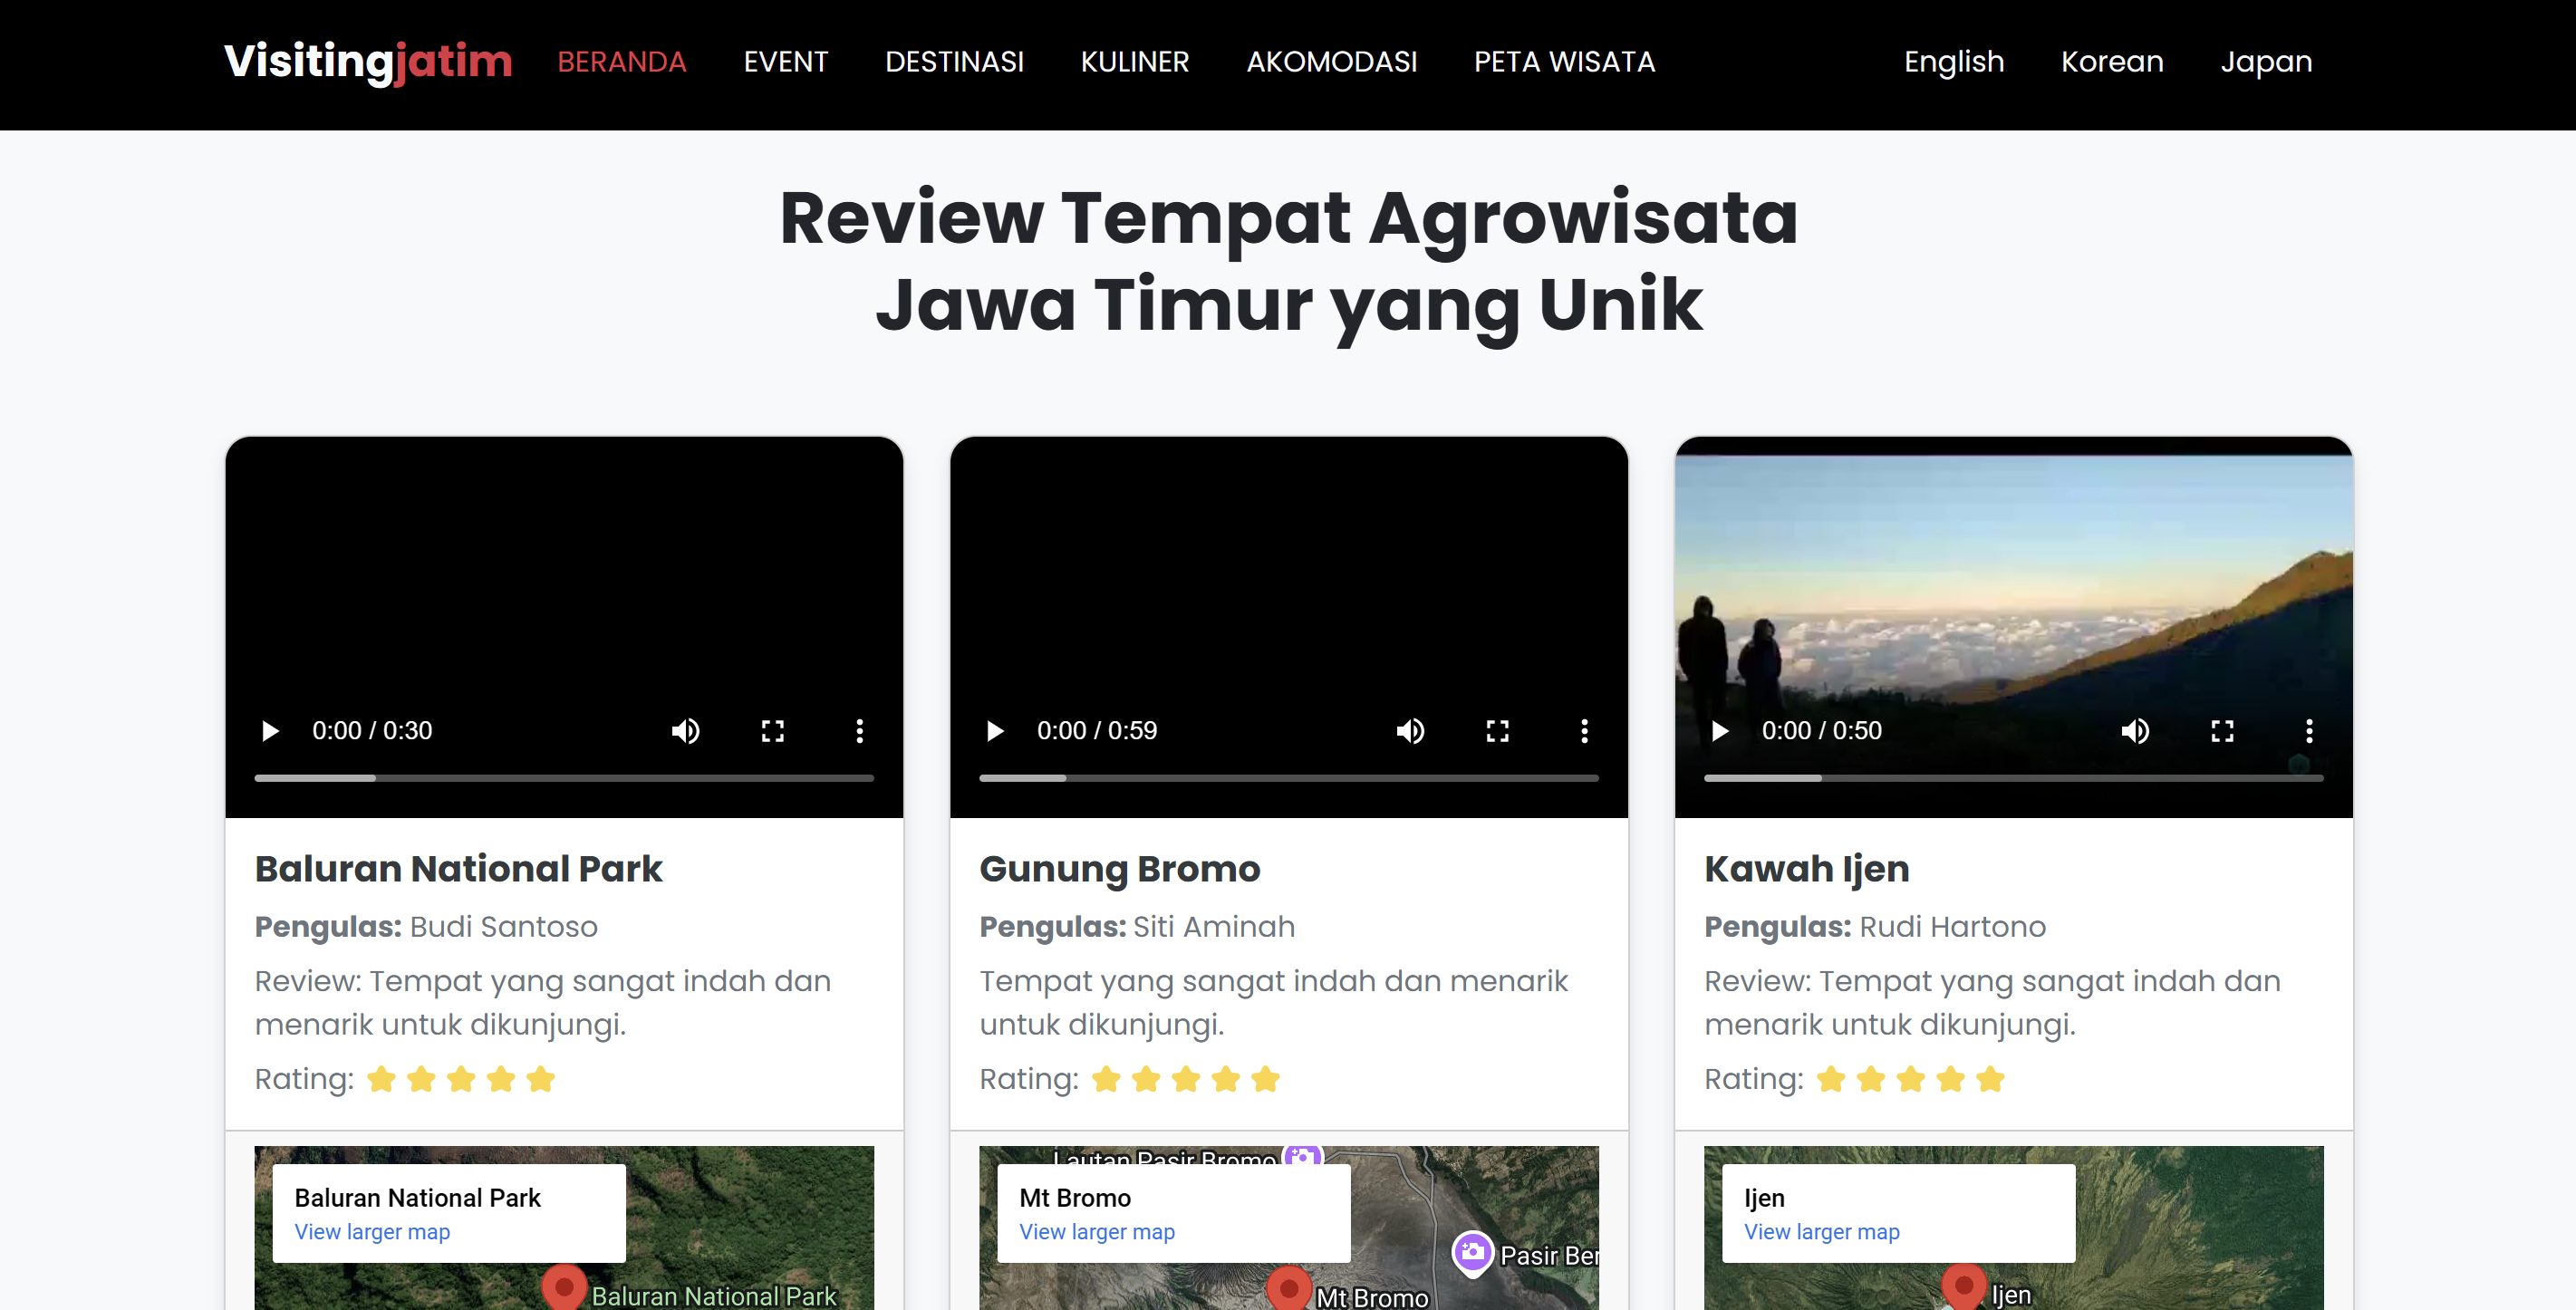 Visitingjatim BERANDA EVENT DESTINASI KULINER AKOMODASI PETA WISATA English Korean Japan
Review Tempat Agrowisata
Jawa Timur yang Unik
0:00 / 0:30
Baluran National Park
Pengulas: Budi Santoso
Review: Tempat yang sangat indah dan
menarik untuk dikunjungi.
Rating:
Baluran National Park
View larger map
Baluran National Park
0:00 / 0:59
Gunung Bromo
Pengulas: Siti Aminah
Tempat yang sangat indah dan menarik
untuk dikunjungi.
Rating:
Lautan Pasir Bromo
Mt Bromo
View larger map
Pasir Ber
Mt Bromo
0:00 / 0:50
Kawah Ijen
Pengulas: Rudi Hartono
Review: Tempat yang sangat indah dan
menarik untuk dikunjungi.
Rating:
Ijen
View larger map
Ijen